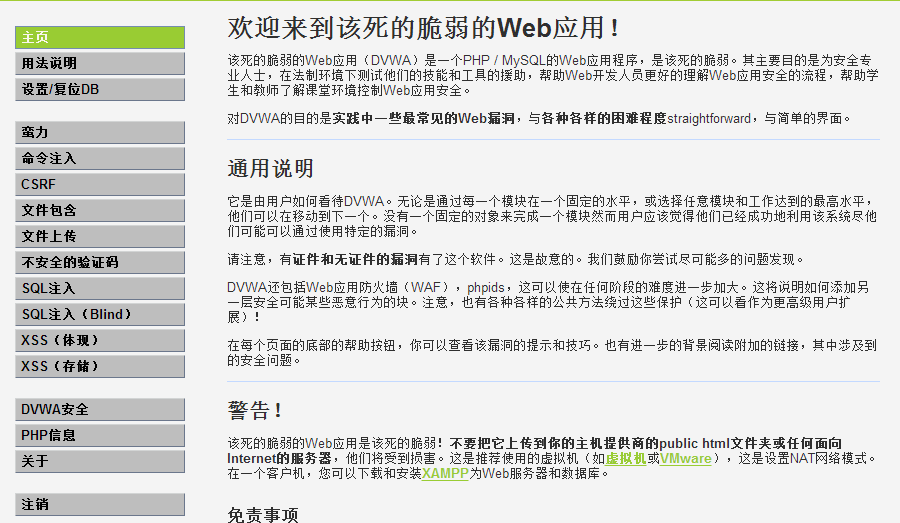 主页
用法说明
设置/复位DB
蛮力
命令注入
CSRF
文件包含
文件上传
不安全的验证码
SQL注入
SQL注入（Blind）
XSS（体现）
XSS（存储）
DVWA安全
PHP信息
关于
注销
欢迎来到该死的脆弱的Web应用！
该死的脆弱的Web应用（DVWA）是一个PHP / MySQL的Web应用程序，是该死的脆弱。其主要目的是为安全专
业人士，在法制环境下测试他们的技能和工具的援助，帮助Web开发人员更好的理解Web应用安全的流程，帮助学
生和教师了解课堂环境控制Web应用安全。
对DVWA的目的是实践中一些最常见的Web漏洞，与各种各样的困难程度straightforward，与简单的界面。
通用说明
它是由用户如何看待DVWA。无论是通过每一个模块在一个固定的水平，或选择任意模块和工作达到的最高水平，
他们可以在移动到下一个。没有一个固定的对象来完成一个模块然而用户应该觉得他们已经成功地利用该系统尽他
们可能可以通过使用特定的漏洞。
请注意，有证件和无证件的漏洞有了这个软件。这是故意的。我们鼓励你尝试尽可能多的问题发现。
DVWA还包括Web应用防火墙（WAF），phpids，这可以使在任何阶段的难度进一步加大。这将说明如何添加另
一层安全可能某些恶意行为的块。注意，也有各种各样的公共方法绕过这些保护（这可以看作为更高级用户扩
展）！
在每个页面的底部的帮助按钮，你可以查看该漏洞的提示和技巧。也有进一步的背景阅读附加的链接，其中涉及到
的安全问题。
警告！
该死的脆弱的Web应用是该死的脆弱！不要把它上传到你的主机提供商的public html文件夹或任何面向
Internet的服务器，他们将受到损害。这是推荐使用的虚拟机（如虚拟机或VMware），这是设置NAT网络模式。
在一个客户机，您可以下载和安装XAMPP为Web服务器和数据库。
免责事项